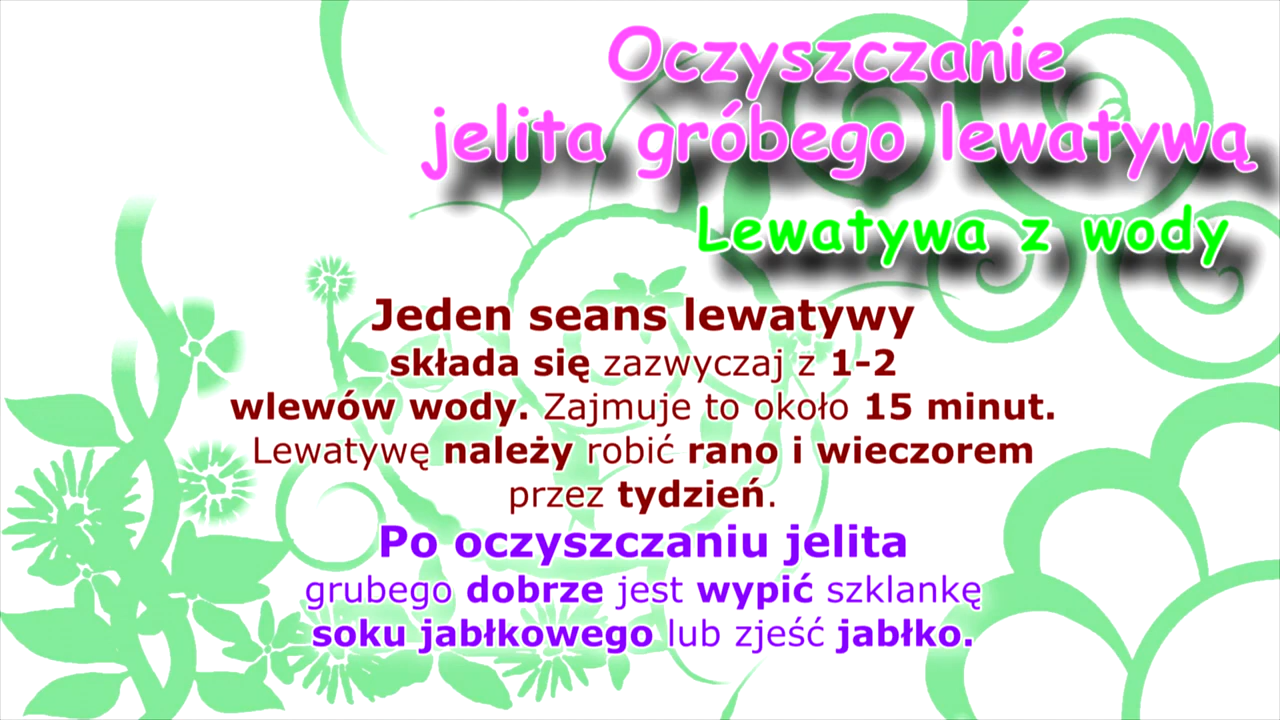 Oczyszczanie
jelita gróbego lewatywą
Lewatywa z wody
Jeden seans lewatywy
składa się zazwyczaj z 1-2
wlewów wody. Zajmuje to około 15 minut.
Lewatywę należy robić rano i wieczorem
przez tydzień.
Po oczyszczaniu jelita
grubego dobrze jest wypić szklankę
soku jabłkowego lub zjeść jabłko.